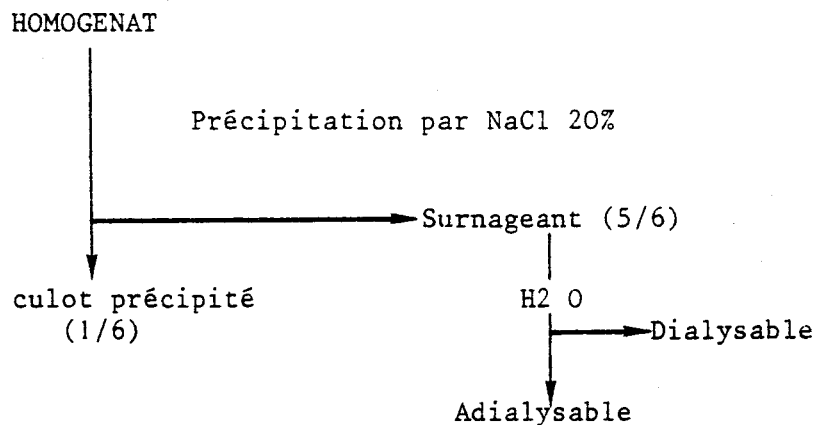 HOMOGENAT
Précipitation par NaCl 20%
Surnageant (5/6)
culot précipité
(1/6)
H2 O
Dialysable
Adialysable